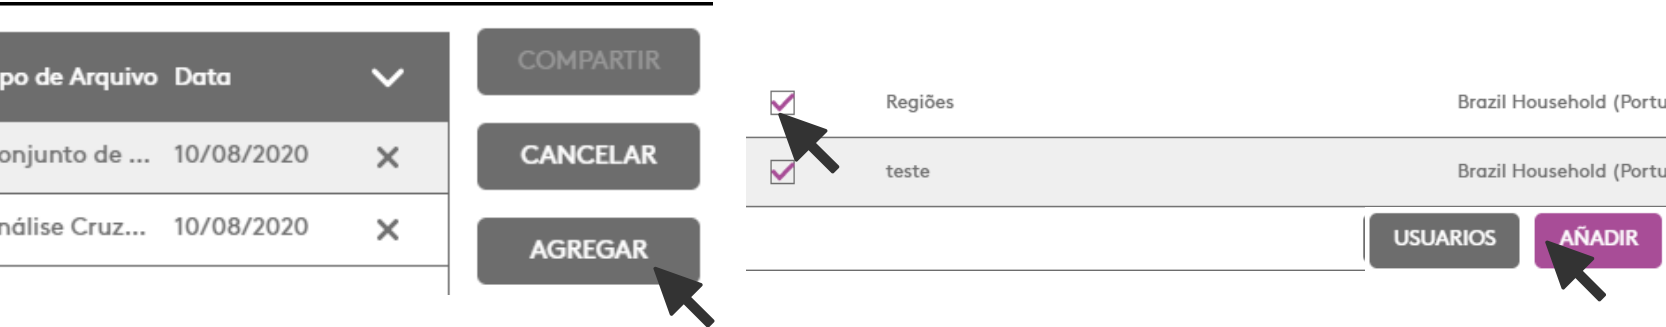 po de Arquivo Data
onjunto de ... 10/08/2020
nálise Cruz... 10/08/2020
COMPARTIR
CANCELAR
AGREGAR
Regiões Brazil Household (Portu
teste Brazil Household (Portu
USUARIOS AÑADIR